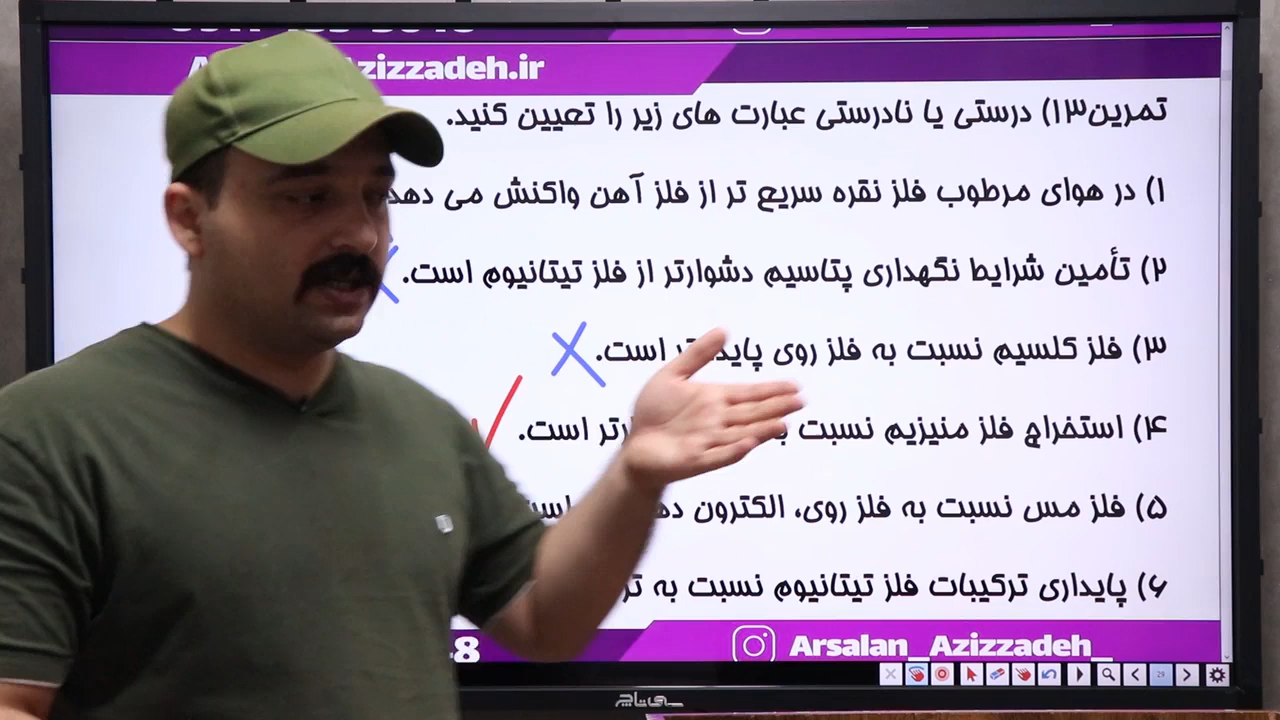 Azizzadeh.ir
تمرین۱۳) درستی یا نادرستی عبارت های زیر را تعیین کنید.
۱) در هوای مرطوب فلز نقره سریع تر از فلز آهن واکنش می دهد
۲) تأمین شرایط نگهداری پتاسیم دشوارتر از فلز تیتانیوم است.
۳) فلز کلسیم نسبت به فلز روی پایدارتر است.
۴) استخراج فلز منیزیم نسبت است.
۵) فلز مس نسبت به فلز روی، الکترون
۶) پایداری ترکیبات فلز تیتانیوم نسبت به
Arsalan_Azizzadeh_
29